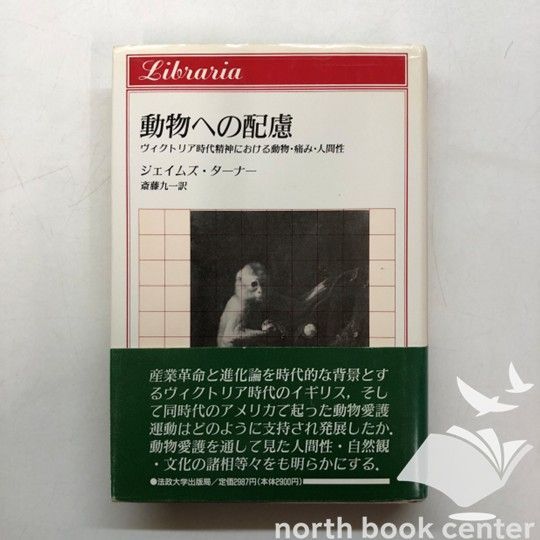 Libraria
動物への配慮
ヴィクトリア時代精神における動物・痛み・人間性
ジェイムズ・ターナー
斎藤九一訳
産業革命と進化論を時代的な背景とす
るヴィクトリア時代のイギリス，そし
て同時代のアメリカで起った動物愛護
運動はどのように支持され発展したか．
動物愛護を通して見た人間性・自然観
・文化の諸相等々をも明らかにする．
●法政大学出版局／定価2987円(本体2900円)
north book center